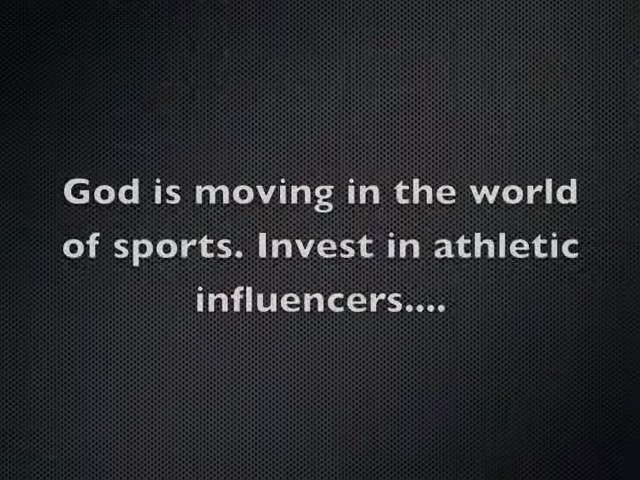 God is moving in the world
of sports. Invest in athletic
influencers....